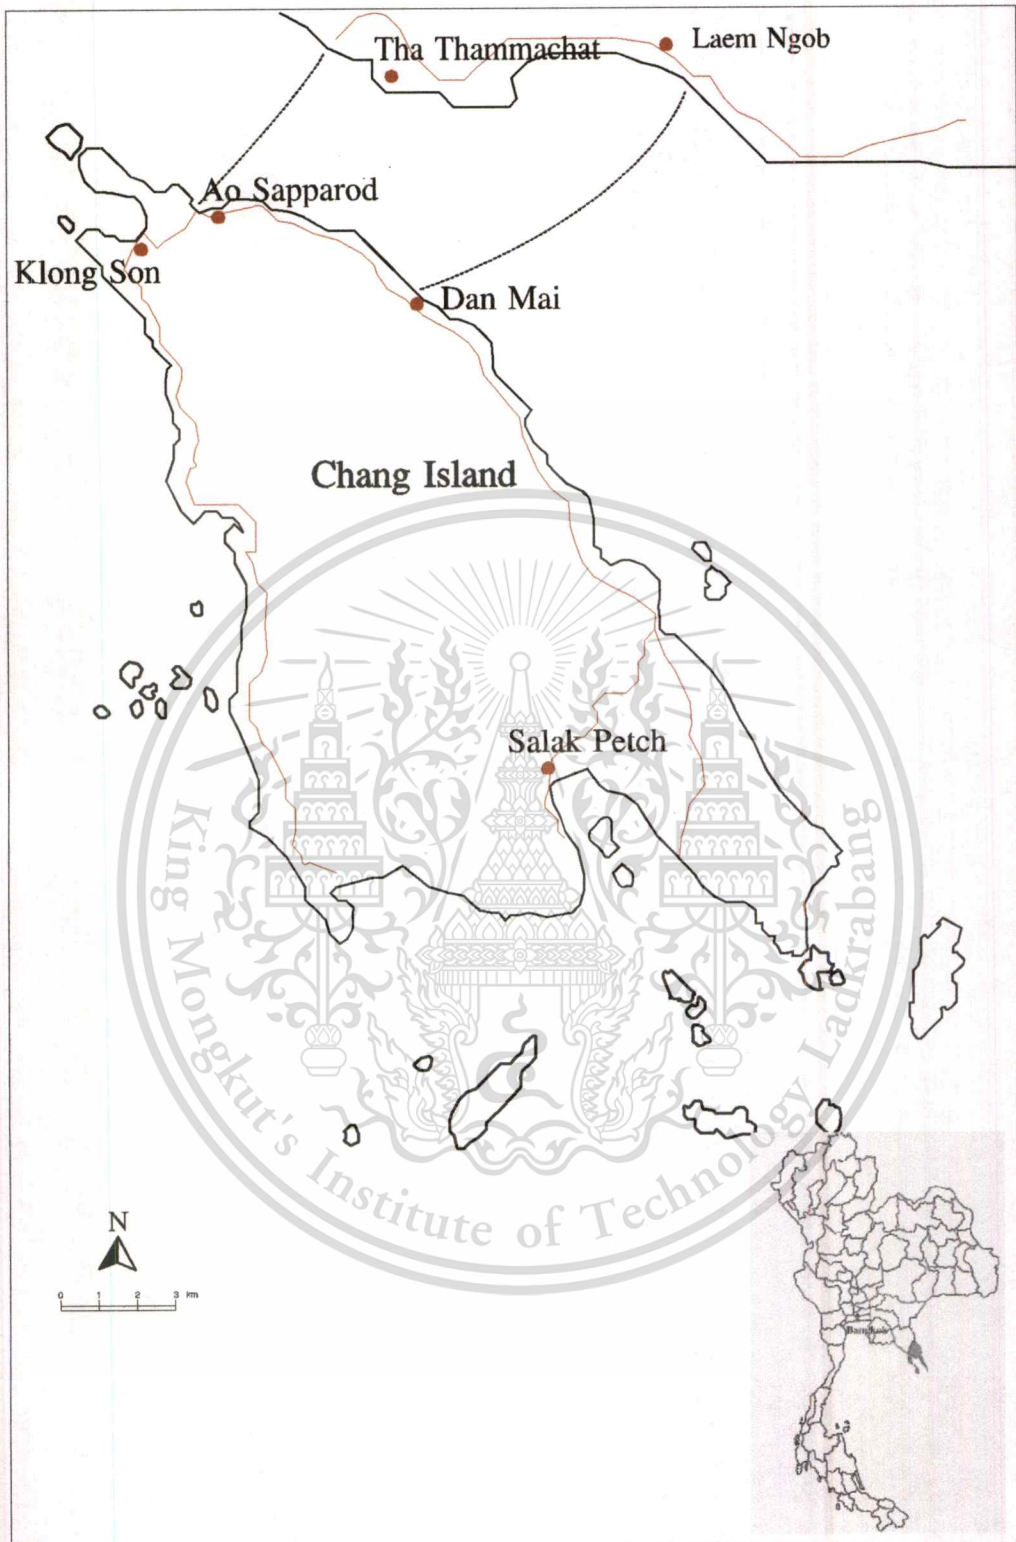 Tha Thammachat
Laem Ngob
Ao Sapparod
Klong Son
Dan Mai
Chang Island
Salak Petch
King Mongkut's Institute of Technology Ladkrabang
N
0 1 2 3 km
Bangkok